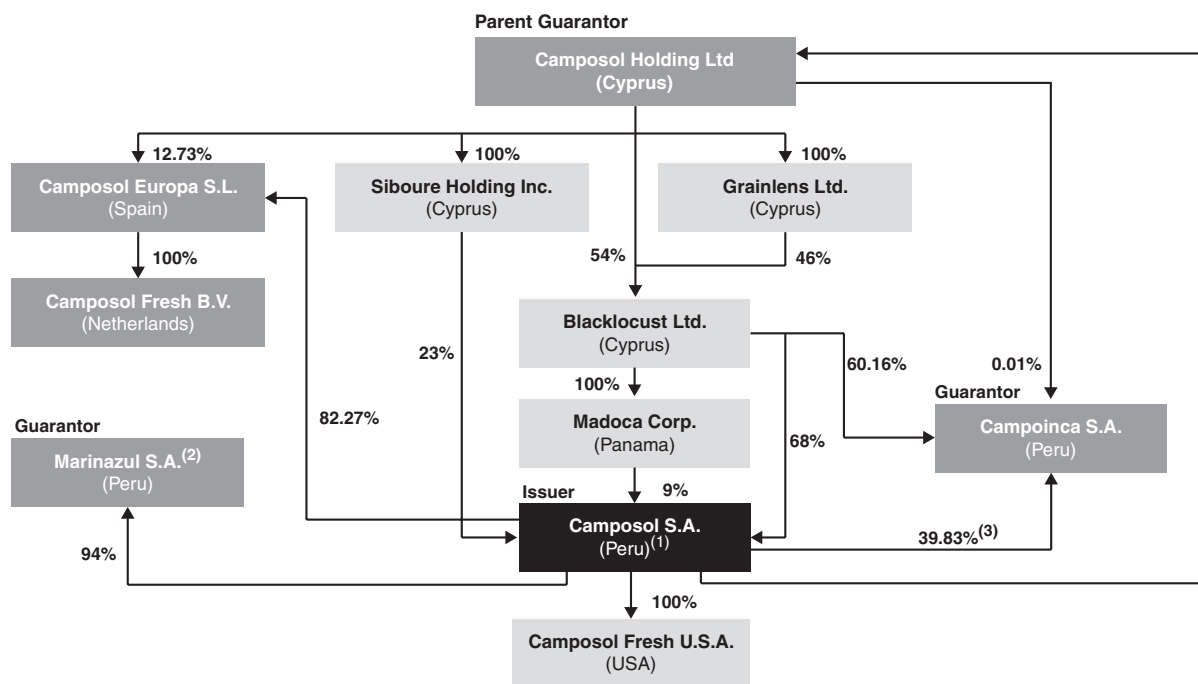 Parent Guarantor
Camposol Holding Ltd
(Cyprus)
12.73%
100%
100%
Camposol Europa S.L.
(Spain)
Siboure Holding Inc.
(Cyprus)
Grainlens Ltd.
(Cyprus)
100%
54%
46%
Camposol Fresh B.V.
(Netherlands)
Blacklocust Ltd.
(Cyprus)
23%
60.16%
0.01%
100%
Guarantor
82.27%
Guarantor
Madoca Corp.
(Panama)
68%
Campoinca S.A.
(Peru)
Marinazul S.A.(2)
(Peru)
Issuer
9%
Camposol S.A.
(Peru)(1)
39.83%(3)
94%
100%
Camposol Fresh U.S.A.
(USA)